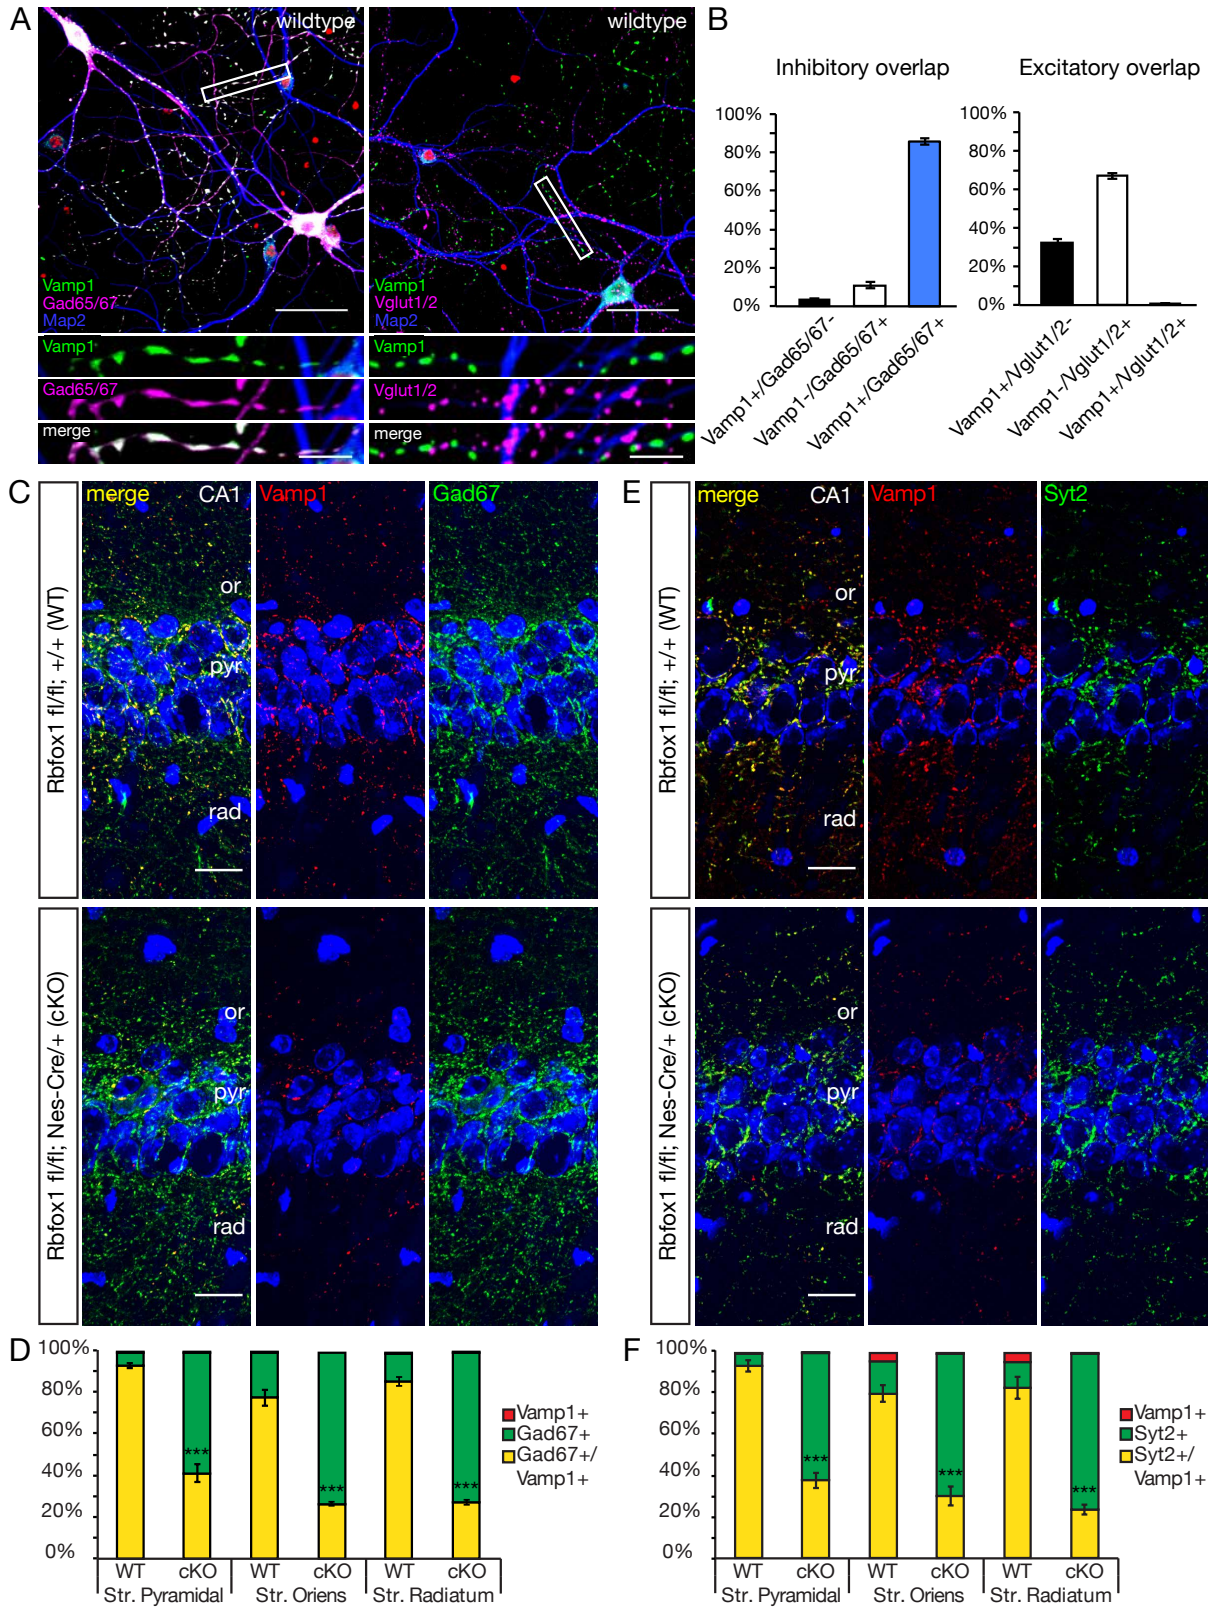 A
wildtype
Vamp1
Gad65/67
Map2
Vamp1
Gad65/67
merge
wildtype
Vamp1
Vglut1/2
Map2
Vamp1
Vglut1/2
merge
B
Inhibitory overlap
100%
80%
60%
40%
20%
0%
Vamp1+/Gad65/67-
Vamp1-/Gad65/67+
Vamp1+/Gad65/67+
Excitatory overlap
100%
80%
60%
40%
20%
0%
Vamp1+/Vglut1/2-
Vamp1-/Vglut1/2+
Vamp1+/Vglut1/2+
C
Rbfox1 fl/fl; +/+ (WT)
merge
CA1
Vamp1
Gad67
or
pyr
rad
Rbfox1 fl/fl; Nes-Cre/+ (cKO)
or
pyr
rad
E
Rbfox1 fl/fl; +/+ (WT)
merge
CA1
Vamp1
Syt2
or
pyr
rad
Rbfox1 fl/fl; Nes-Cre/+ (cKO)
or
pyr
rad
D
100%
80%
60%
40%
20%
0%
***
***
***
WT
cKO
WT
cKO
WT
cKO
Str. Pyramidal
Str. Oriens
Str. Radiatum
Vamp1+
Gad67+
Gad67+/
Vamp1+
F
100%
80%
60%
40%
20%
0%
***
***
***
WT
cKO
WT
cKO
WT
cKO
Str. Pyramidal
Str. Oriens
Str. Radiatum
Vamp1+
Syt2+
Syt2+/
Vamp1+